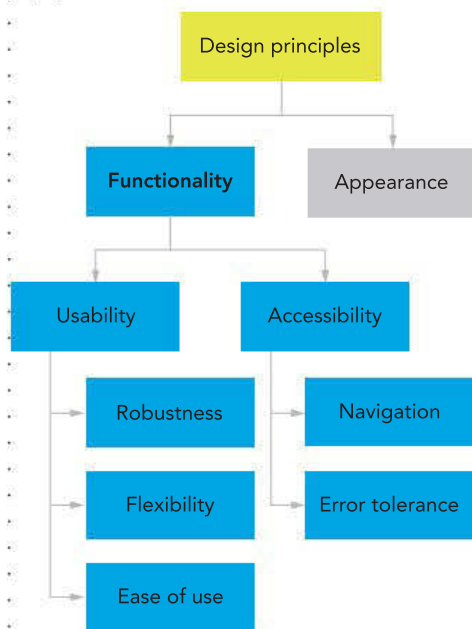 Design principles
Functionality
Appearance
Usability
Accessibility
Robustness
Navigation
Flexibility
Error tolerance
Ease of use